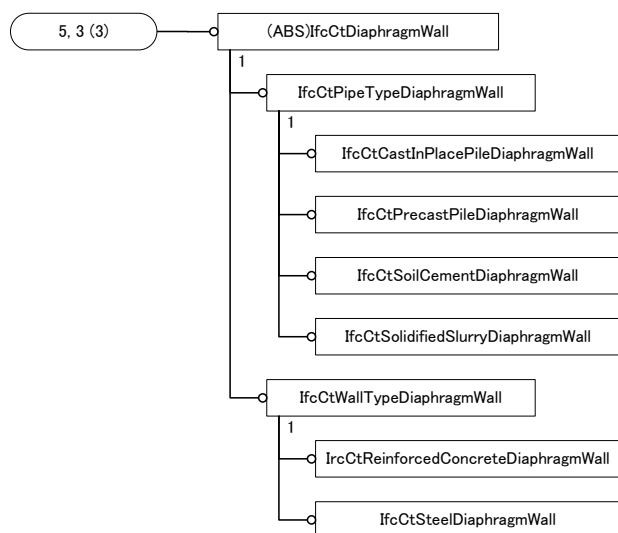 5, 3 (3)
(ABS)IfcCtDiaphragmWall
1
IfcCtPipeTypeDiaphragmWall
1
IfcCtCastInPlacePileDiaphragmWall
IfcCtPrecastPileDiaphragmWall
IfcCtSoilCementDiaphragmWall
IfcCtSolidifiedSlurryDiaphragmWall
IfcCtWallTypeDiaphragmWall
1
IrcCtReinforcedConcreteDiaphragmWall
IfcCtSteelDiaphragmWall